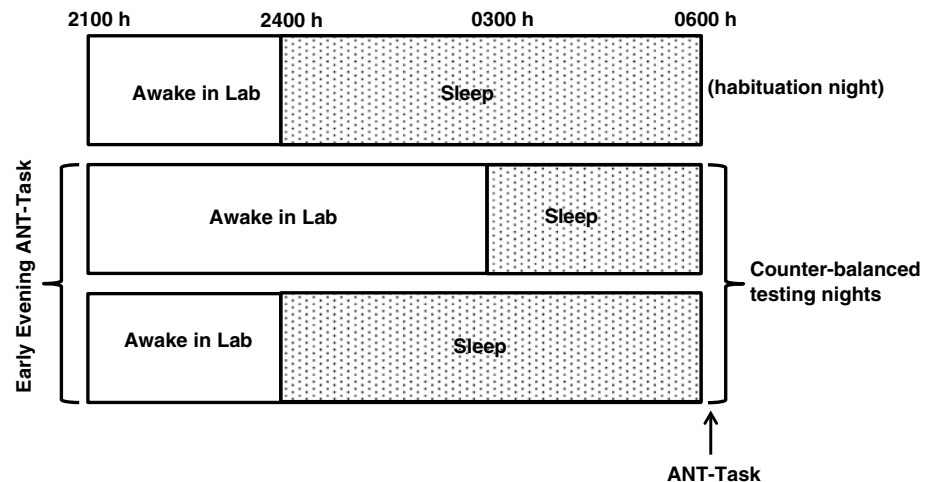 2100 h 2400 h 0300 h 0600 h
Awake in Lab Sleep (habituation night)
Early Evening ANT-Task
Awake in Lab Sleep
Counter-balanced
testing nights
Awake in Lab Sleep
ANT-Task